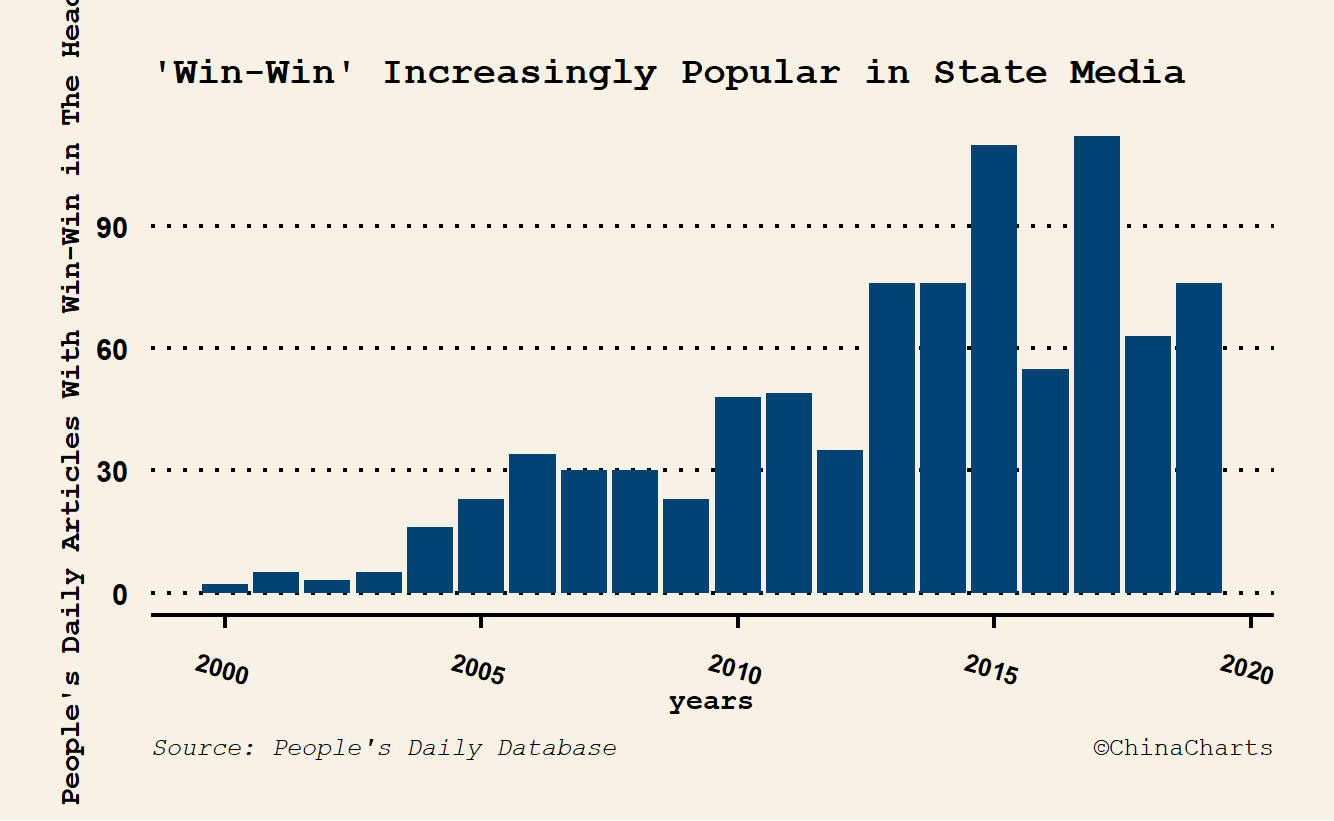 'Win-Win' Increasingly Popular in State Media
People's Daily Articles With Win-Win in The
90
60
30
0
2000
2005
2010
2015
2020
years
Source: People's Daily Database
©ChinaCharts